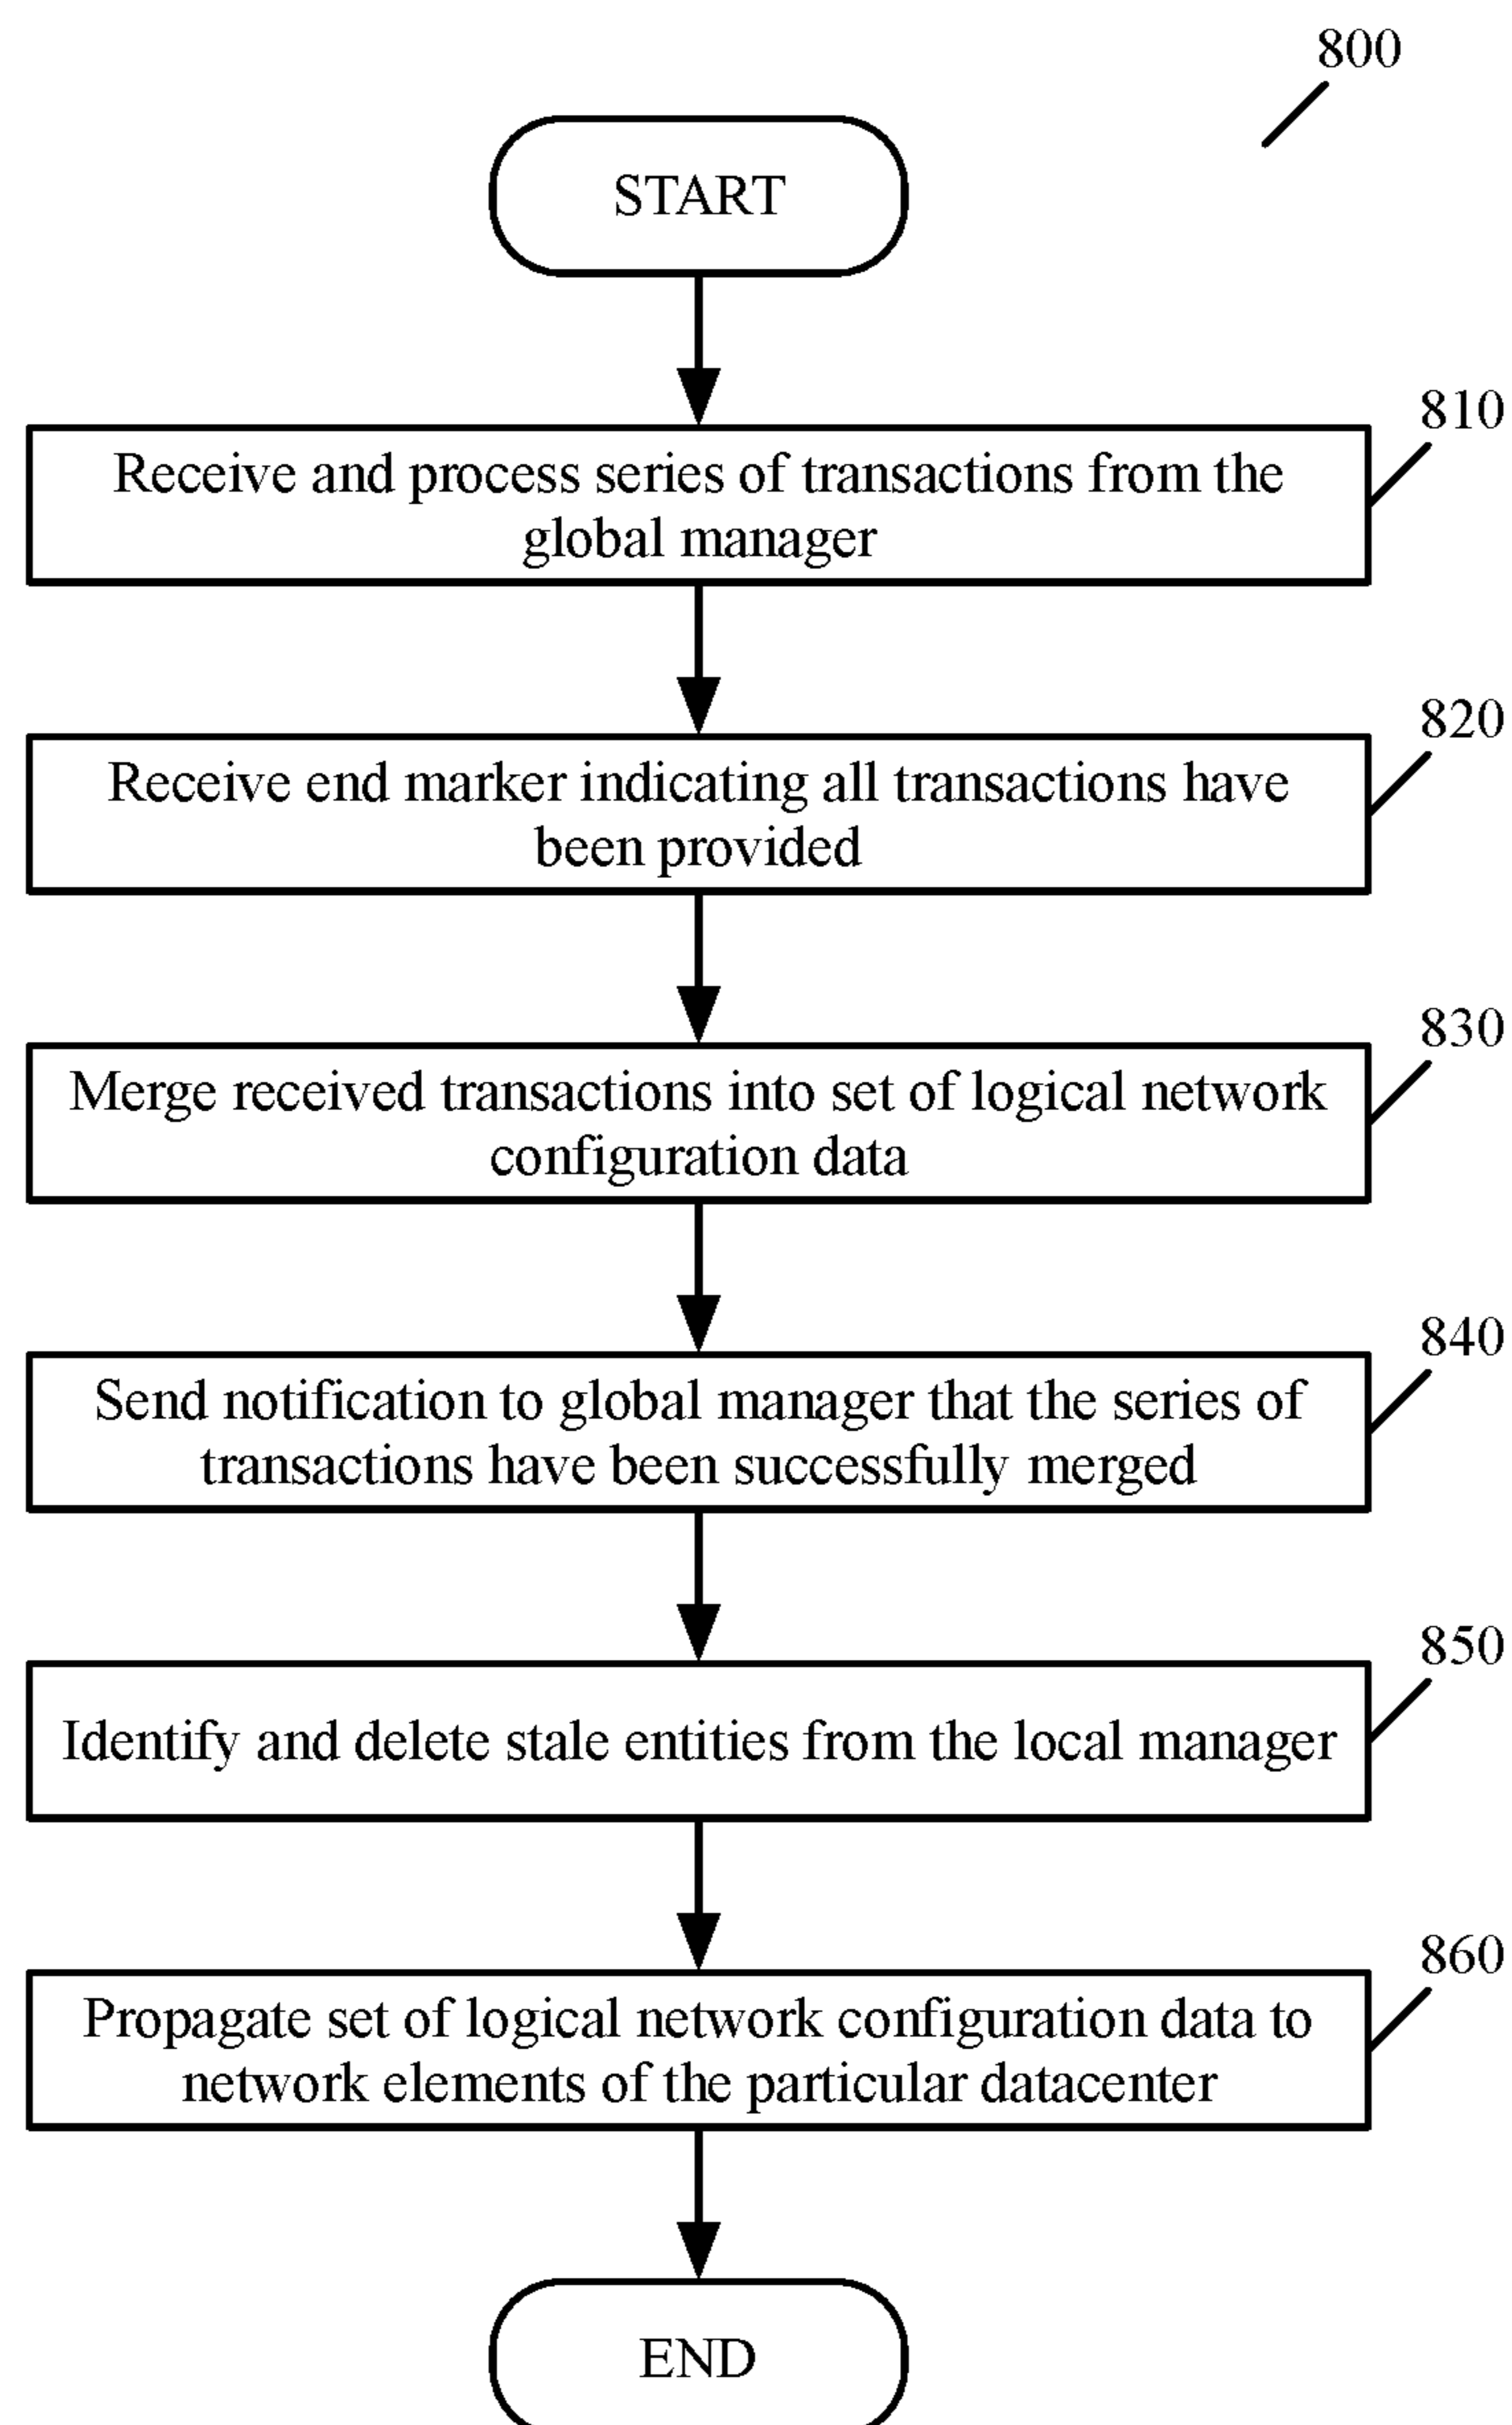 800
START
810
Receive and process series of transactions from the
global manager
820
Receive end marker indicating all transactions have
been provided
830
Merge received transactions into set of logical network
configuration data
840
Send notification to global manager that the series of
transactions have been successfully merged
850
Identify and delete stale entities from the local manager
860
Propagate set of logical network configuration data to
network elements of the particular datacenter
END